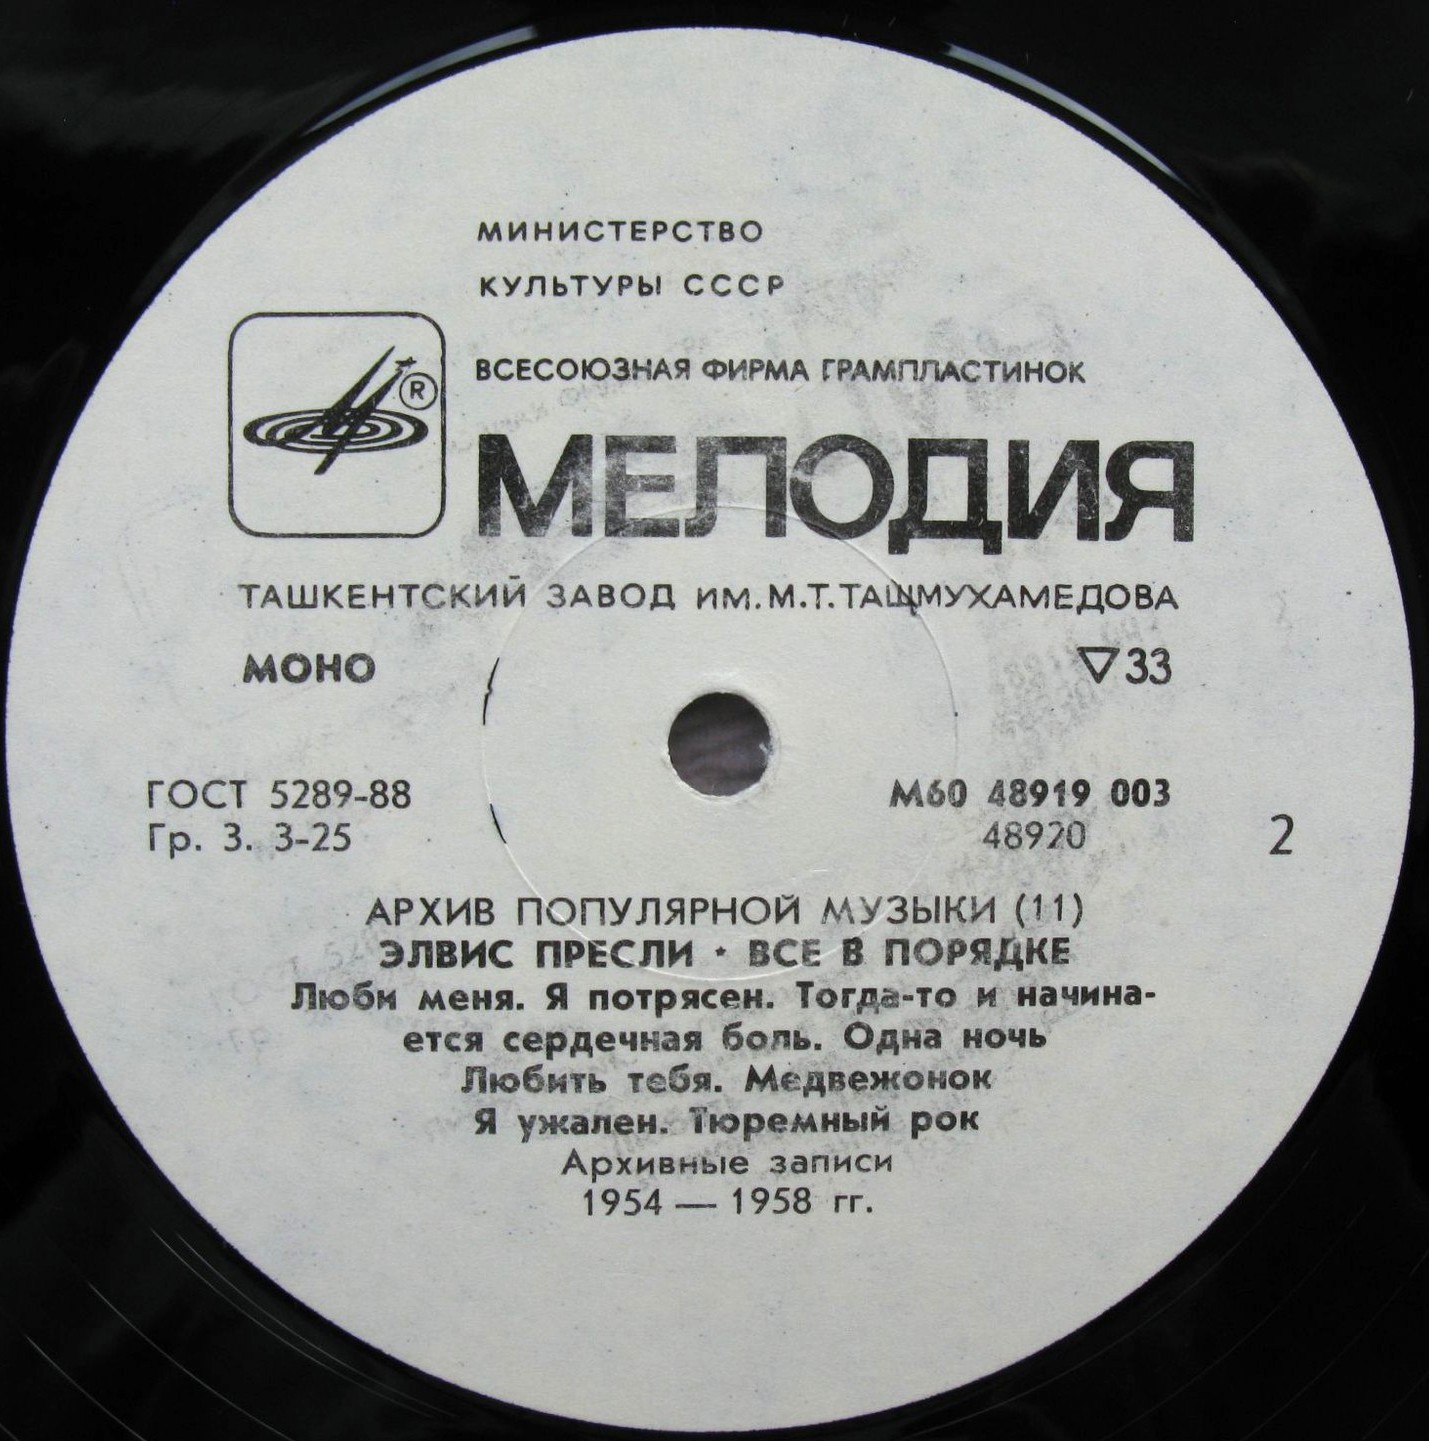 МИНИСТЕРСТВО
КУЛЬТУРЫ СССР
ВСЕСОЮЗНАЯ ФИРМА ГРАМПЛАСТИНОК
®
МЕЛОДИЯ
ТАШКЕНТСКИЙ ЗАВОД ИМ. М.Т. ТАШМУХАМЕДОВА
МОНО
▽33
ГОСТ 5289-88
М60 48919 003
Гр. 3. 3-25
48920
2
АРХИВ ПОПУЛЯРНОЙ МУЗЫКИ (11)
ЭЛВИС ПРЕСЛИ · ВСЕ В ПОРЯДКЕ
Люби меня. Я потрясен. Тогда-то и начина-
ется сердечная боль. Одна ночь
Любить тебя. Медвежонок
Я ужален. Тюремный рок
Архивные записи
1954 — 1958 гг.